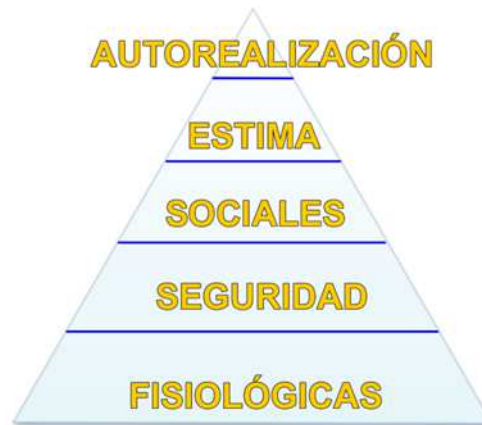 AUTOREALIZACIÓN
ESTIMA
SOCIALES
SEGURIDAD
FISIOLÓGICAS